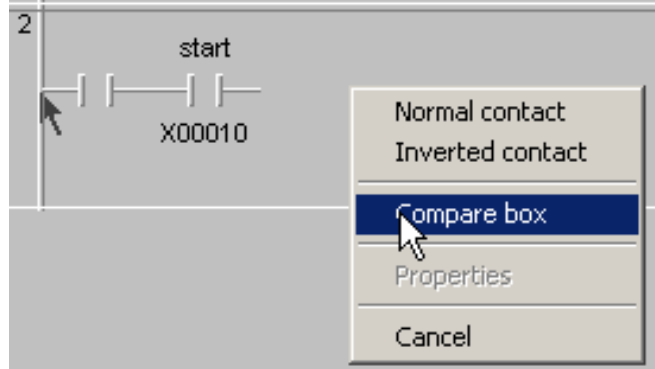 2
start
X00010
Normal contact
Inverted contact
Compare box
Properties
Cancel